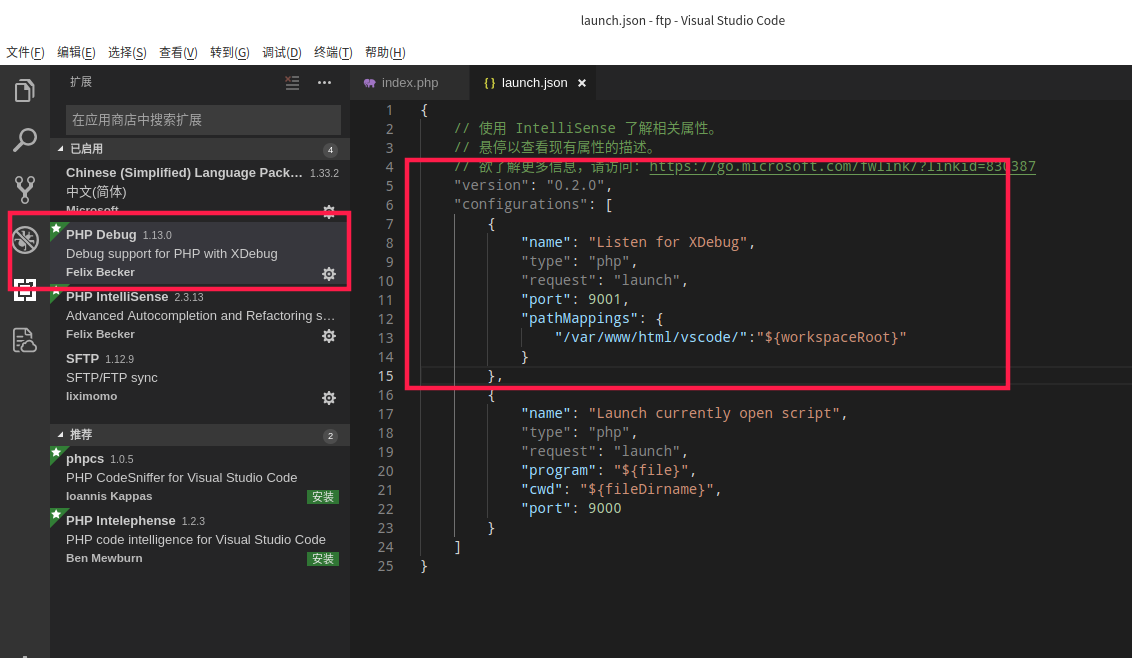 launch.json - ftp - Visual Studio Code
文件(F) 编辑(E) 选择(S) 查看(V) 转到(G) 调试(D) 终端(T) 帮助(H)
扩展
在应用商店中搜索扩展
已启用 4
Chinese (Simplified) Language Pack... 1.33.2
中文(简体)
Microsoft
PHP Debug 1.13.0
Debug support for PHP with XDebug
Felix Becker
PHP IntelliSense 2.3.13
Advanced Autocompletion and Refactoring s...
Felix Becker
SFTP 1.12.9
SFTP/FTP sync
liximomo
推荐 2
phpcs 1.0.5
PHP CodeSniffer for Visual Studio Code
Ioannis Kappas 安装
PHP Intelephense 1.2.3
PHP code intelligence for Visual Studio Code
Ben Mewburn 安装
index.php launch.json
1 {
2 // 使用 IntelliSense 了解相关属性。
3 // 悬停以查看现有属性的描述。
4 // 欲了解更多信息，请访问: https://go.microsoft.com/fwlink/?linkid=830387
5 "version": "0.2.0",
6 "configurations": [
7 {
8 "name": "Listen for XDebug",
9 "type": "php",
10 "request": "launch",
11 "port": 9001,
12 "pathMappings": {
13 "/var/www/html/vscode/":"${workspaceRoot}"
14 }
15 },
16 {
17 "name": "Launch currently open script",
18 "type": "php",
19 "request": "launch",
20 "program": "${file}",
21 "cwd": "${fileDirname}",
22 "port": 9000
23 }
24 ]
25 }